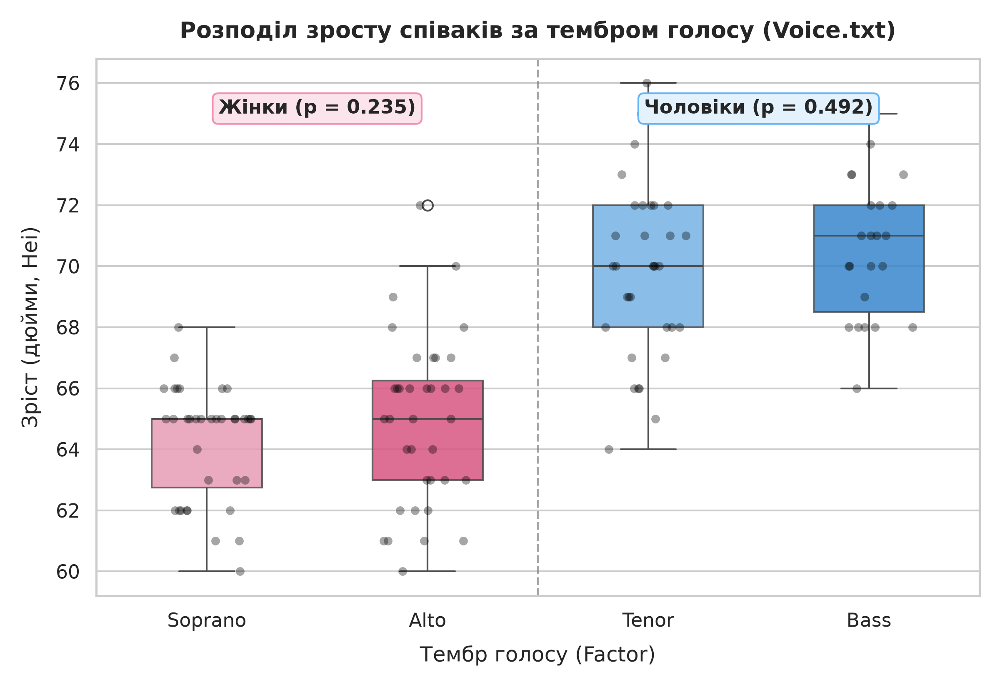 Розподіл зросту співаків за тембром голосу (Voice.txt)
Жінки (p = 0.235)
Чоловіки (p = 0.492)
Зріст (дюйми, Hei)
76
74
72
70
68
66
64
62
60
Soprano
Alto
Tenor
Bass
Тембр голосу (Factor)